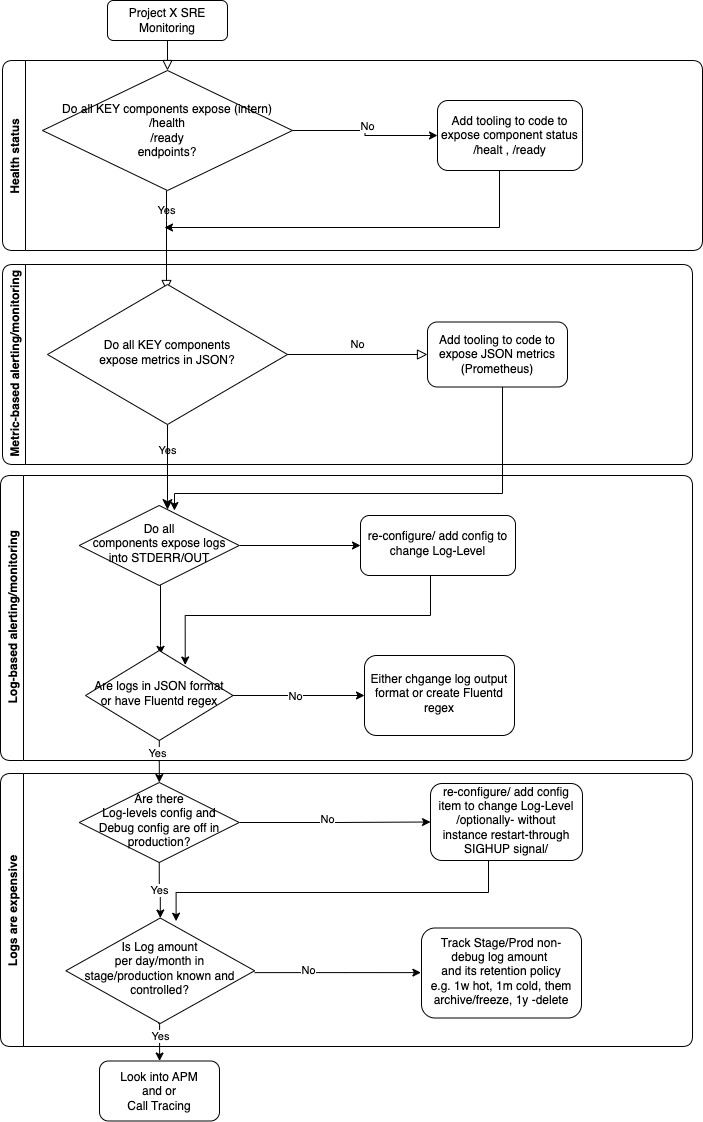 Project X SRE
Monitoring
Health status
Do all KEY components expose (intern)
/health
/ready
endpoints?
No
Add tooling to code to
expose component status
/healt , /ready
Yes
Metric-based alerting/monitoring
Do all KEY components
expose metrics in JSON?
No
Add tooling to code to
expose JSON metrics
(Prometheus)
Yes
Log-based alerting/monitoring
Do all
components expose logs
into STDERR/OUT
re-configure/ add config to
change Log-Level
Are logs in JSON format
or have Fluentd regex
No
Either chgange log output
format or create Fluentd
regex
Yes
Logs are expensive
Are there
Log-levels config and
Debug config are off in
production?
No
re-configure/ add config
item to change Log-Level
/optionally- without
instance restart-through
SIGHUP signal/
Yes
Is Log amount
per day/month in
stage/production known and
controlled?
No
Track Stage/Prod non-
debug log amount
and its retention policy
e.g. 1w hot, 1m cold, them
archive/freeze, 1y -delete
Yes
Look into APM
and or
Call Tracing